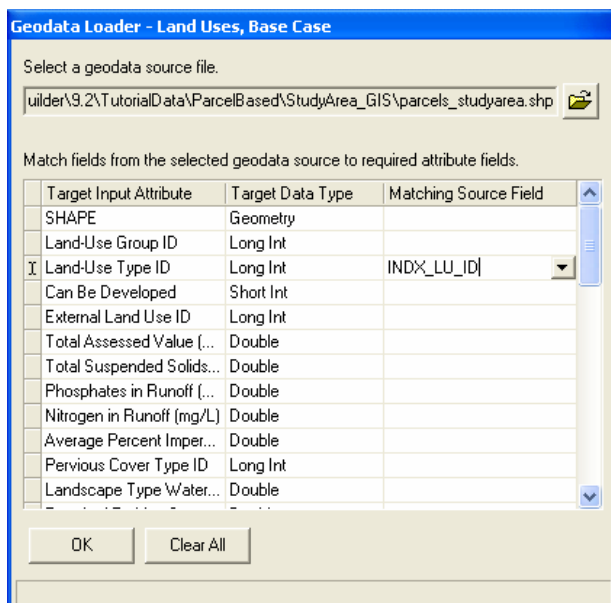 Geodata Loader - Land Uses, Base Case
Select a geodata source file.
uilder\9.2\TutorialData\ParcelBased\StudyArea_GIS\parcels_studyarea.shp
Match fields from the selected geodata source to required attribute fields.
Target Input Attribute Target Data Type Matching Source Field
SHAPE Geometry
Land-Use Group ID Long Int
Land-Use Type ID Long Int INDX_LU_ID
Can Be Developed Short Int
External Land Use ID Long Int
Total Assessed Value (... Double
Total Suspended Solids... Double
Phosphates in Runoff (... Double
Nitrogen in Runoff (mg/L) Double
Average Percent Imper... Double
Pervious Cover Type ID Long Int
Landscape Type Water... Double
OK Clear All